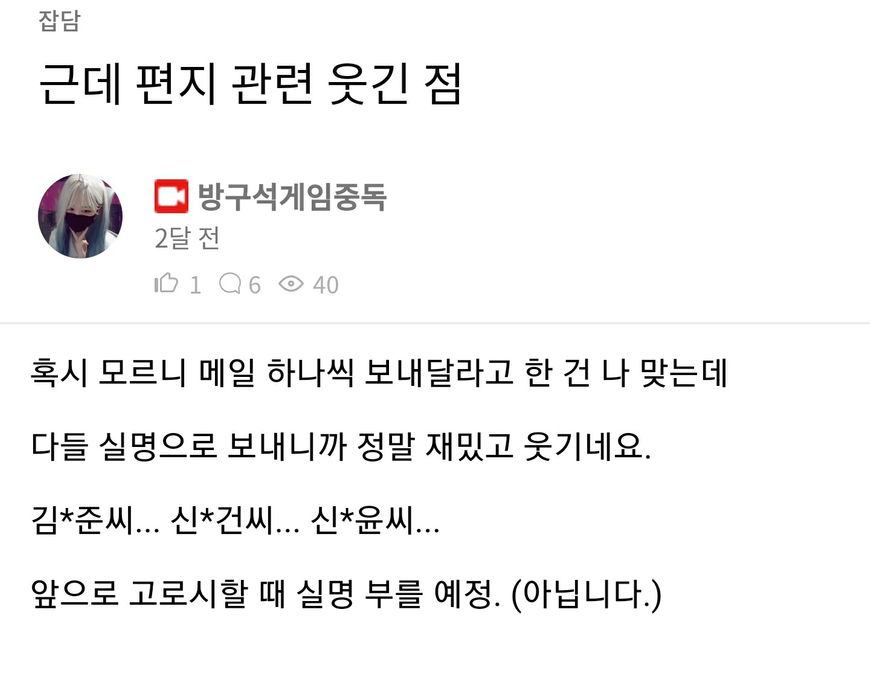 잡담
근데 편지 관련 웃긴 점
방구석게임중독
2달 전
1 6 40
혹시 모르니 메일 하나씩 보내달라고 한 건 나 맞는데
다들 실명으로 보내니까 정말 재밌고 웃기네요.
김*준씨... 신*건씨... 신*윤씨...
앞으로 고로시할 때 실명 부를 예정. (아닙니다.)